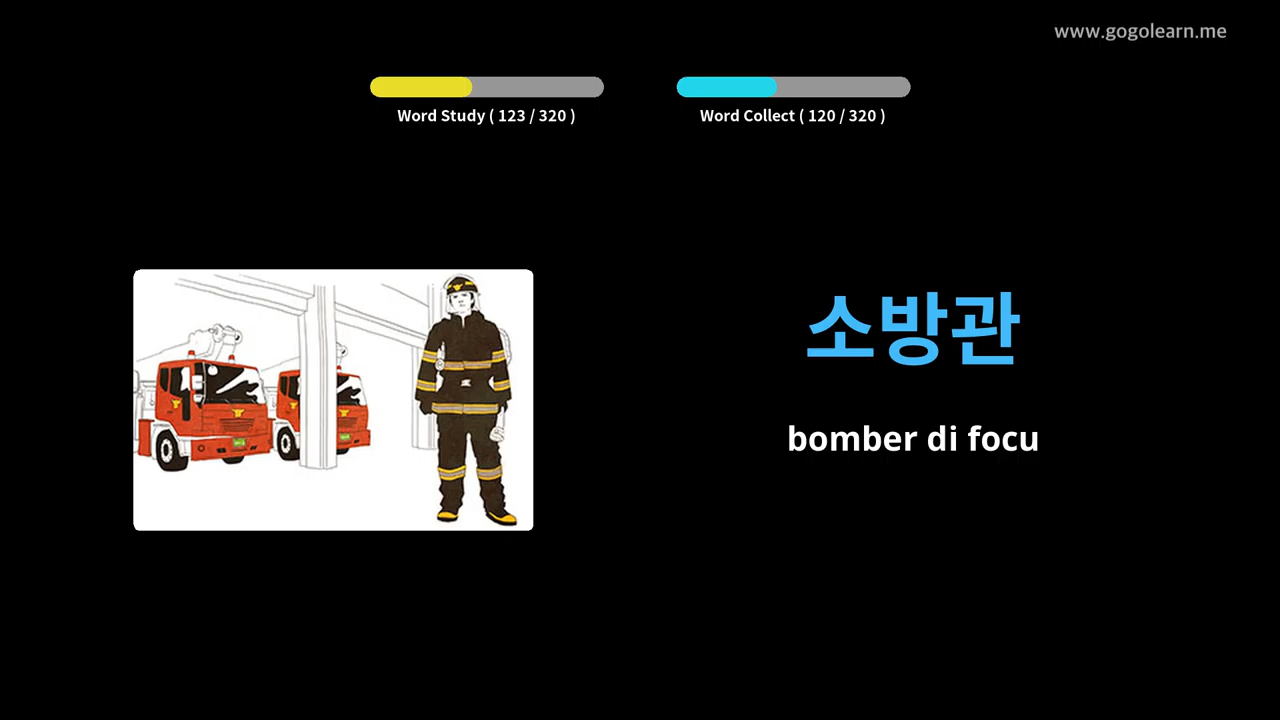 www.gogolearn.me
Word Study ( 123 / 320 )
Word Collect ( 120 / 320 )
소방관
bomber di focu